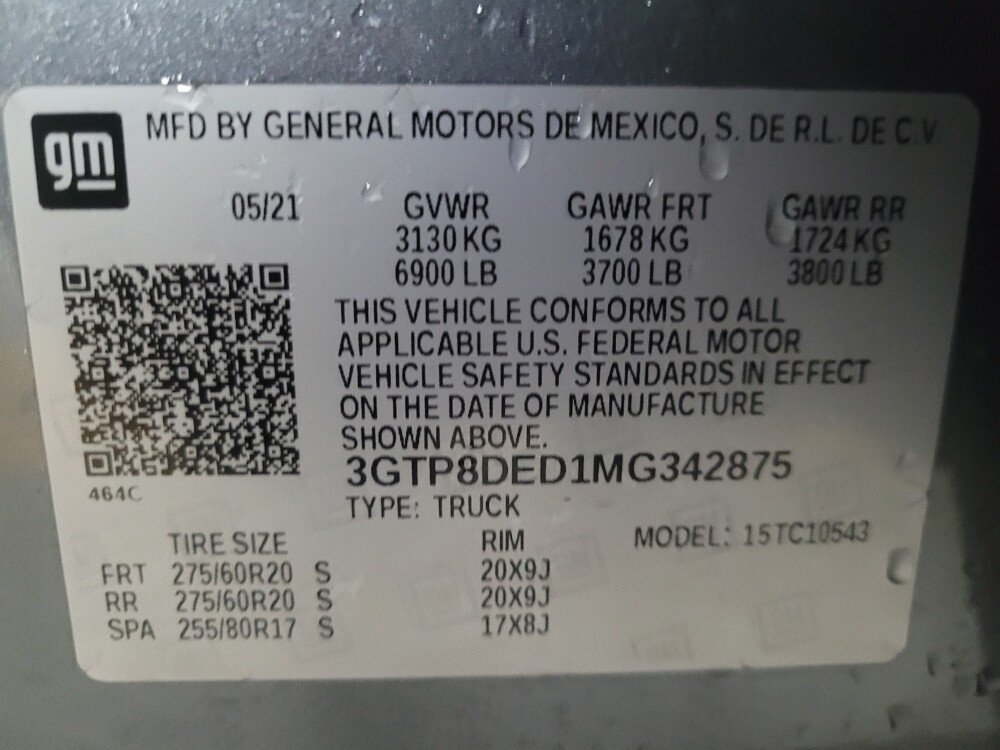 gm
MFD BY GENERAL MOTORS DE MEXICO, S. DE R.L. DE C.V
05/21 GVWR GAWR FRT GAWR RR
3130 KG 1678 KG 1724 KG
6900 LB 3700 LB 3800 LB
THIS VEHICLE CONFORMS TO ALL
APPLICABLE U.S. FEDERAL MOTOR
VEHICLE SAFETY STANDARDS IN EFFECT
ON THE DATE OF MANUFACTURE
SHOWN ABOVE.
3GTP8DED1MG342875
464C
TYPE: TRUCK
MODEL: 15TC10543
TIRE SIZE RIM
FRT 275/60R20 S 20X9J
RR 275/60R20 S 20X9J
SPA 255/80R17 S 17X8J